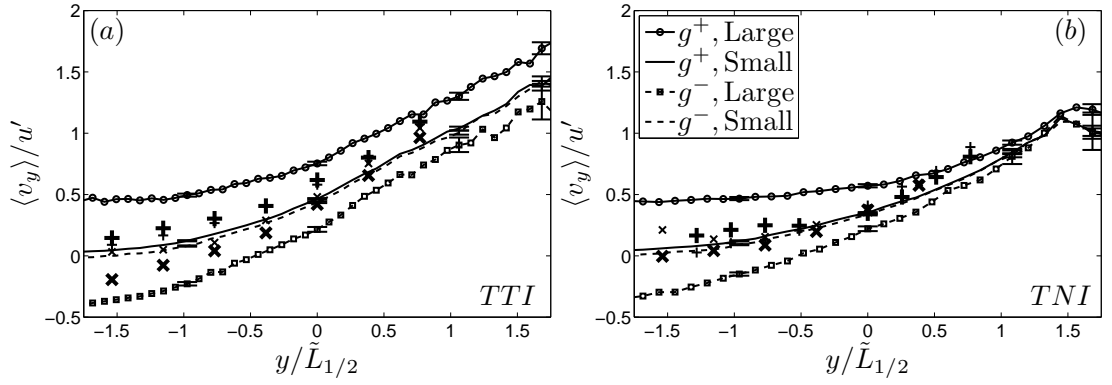 (a)
2
1.5
1
0.5
0
−0.5
⟨v_y⟩/u′
−1.5 −1 −0.5 0 0.5 1 1.5
y/L̃_{1/2}
TTI
(b)
g⁺, Large
g⁺, Small
g⁻, Large
g⁻, Small
2
1.5
1
0.5
0
−0.5
⟨v_y⟩/u′
−1.5 −1 −0.5 0 0.5 1 1.5
y/L̃_{1/2}
TNI